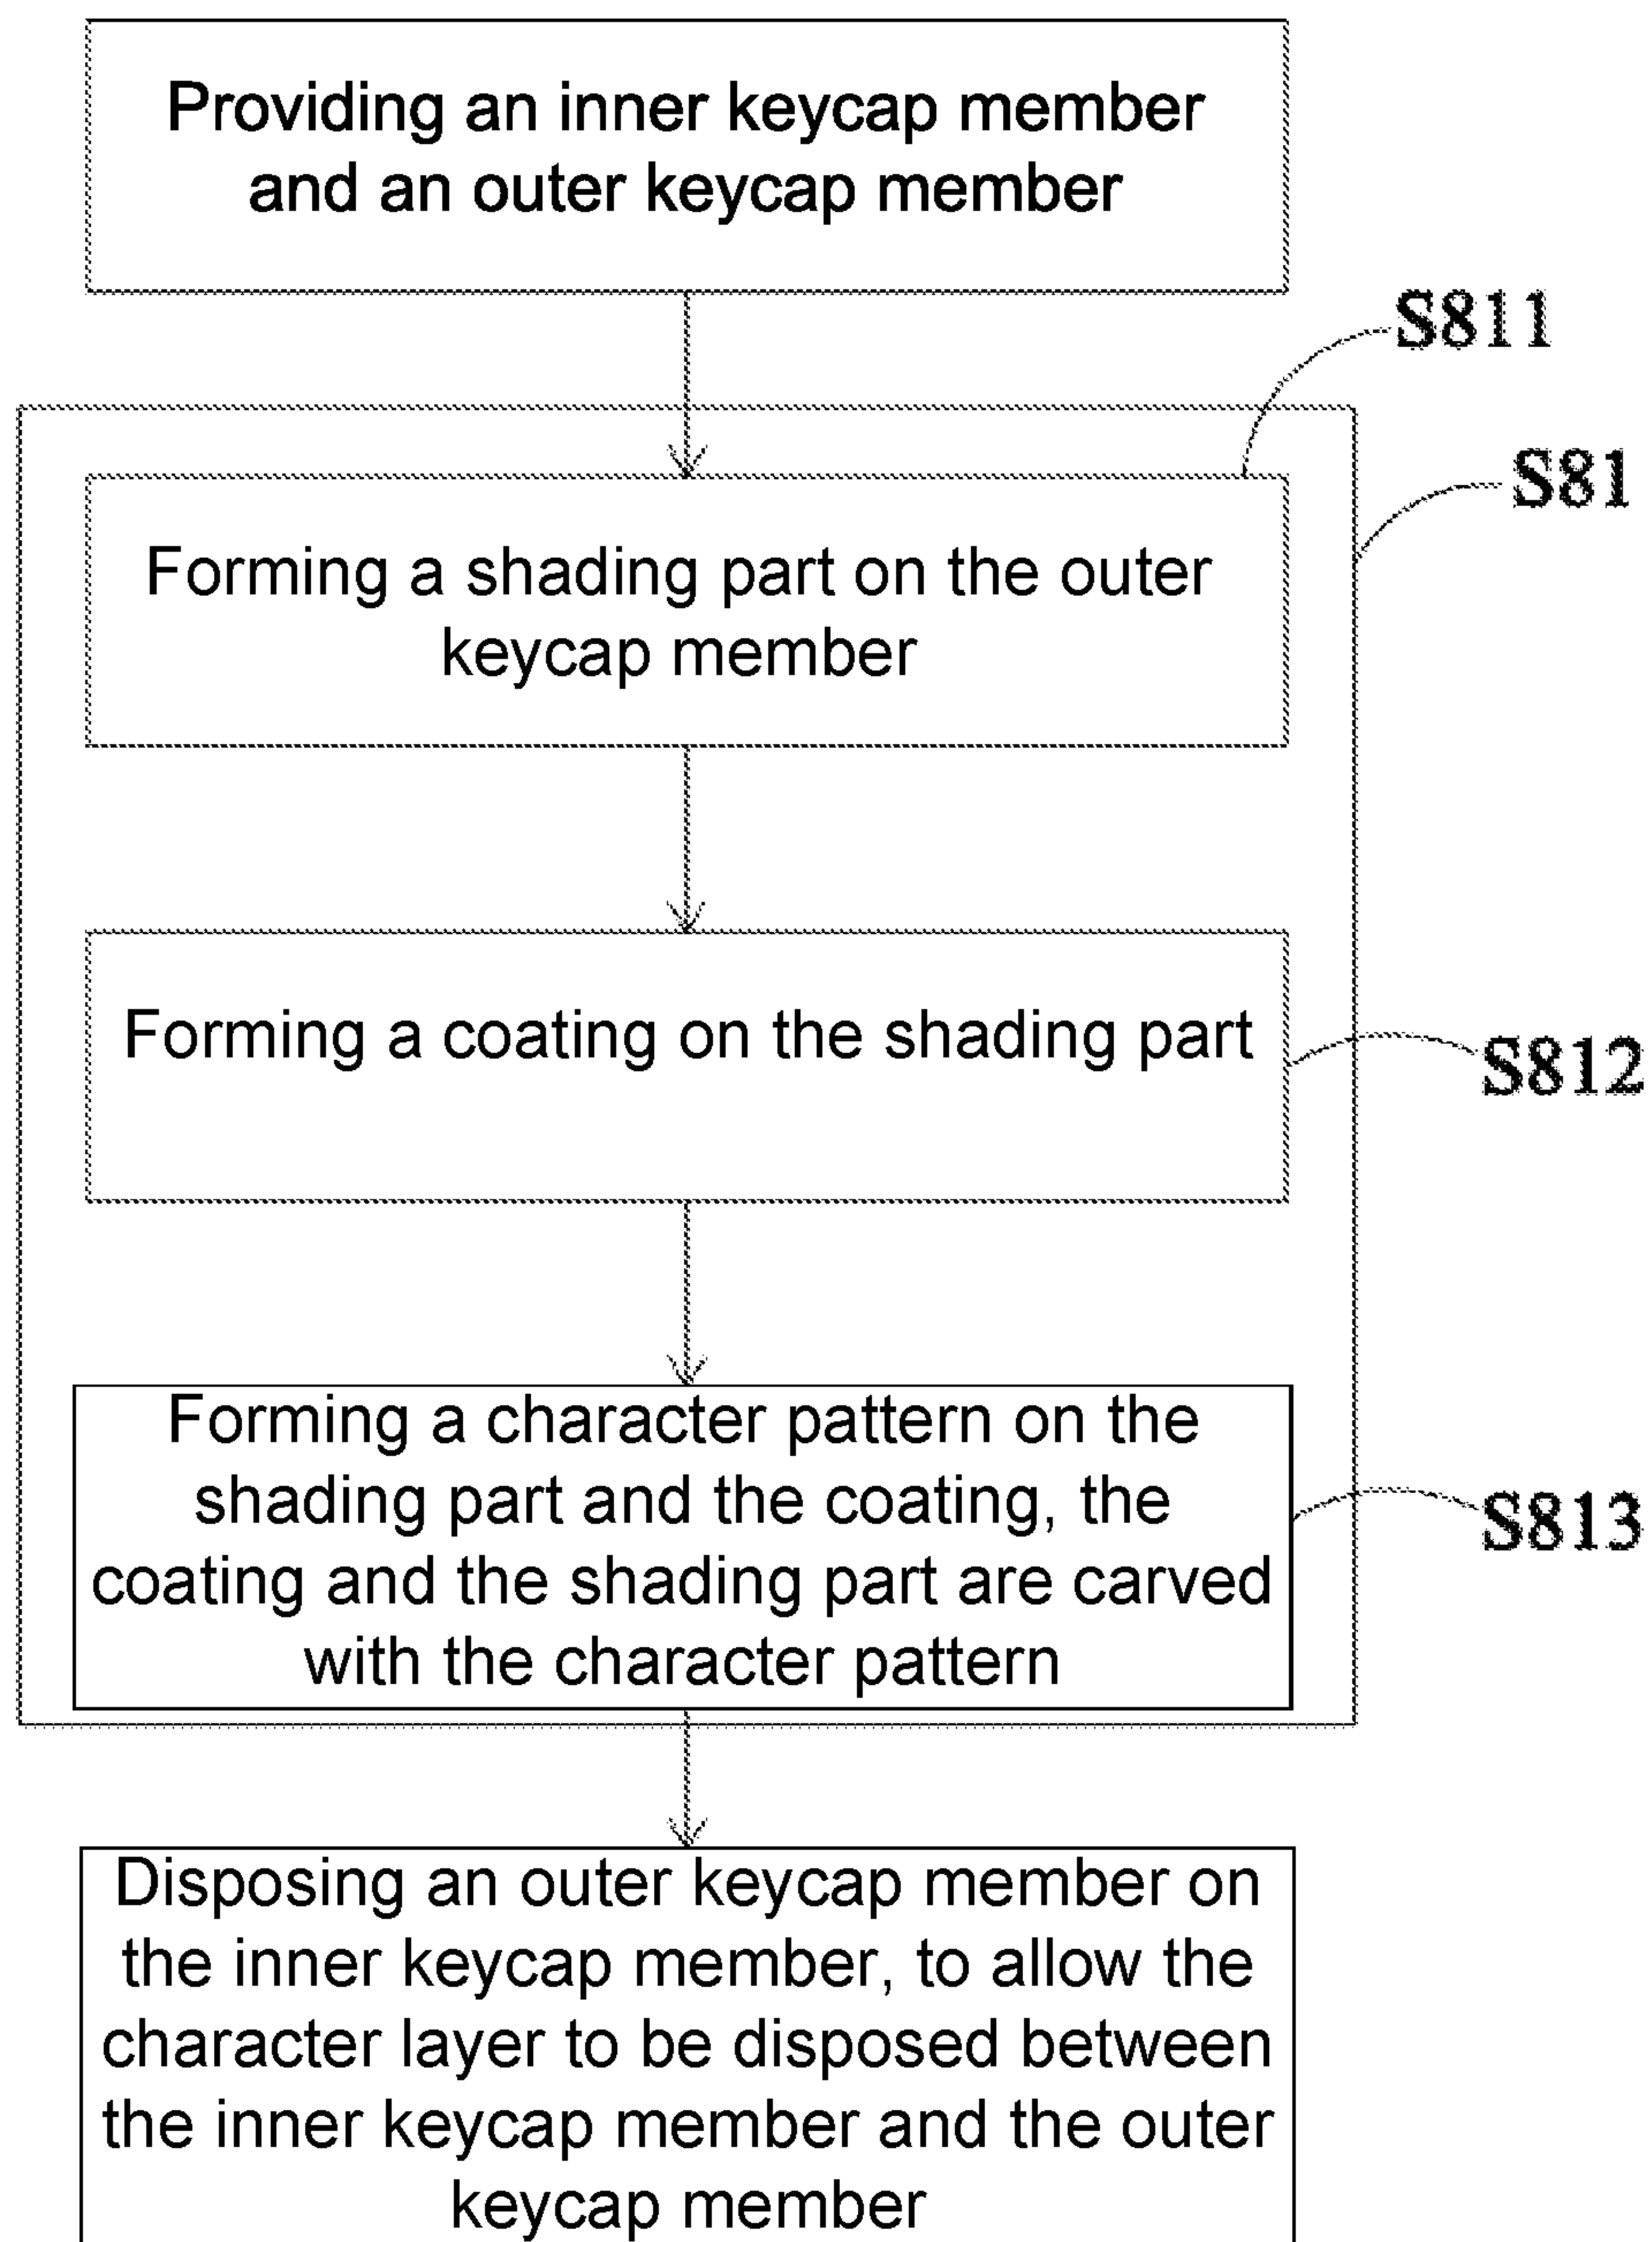 Providing an inner keycap member
and an outer keycap member
S811
S81
Forming a shading part on the outer
keycap member
Forming a coating on the shading part
S812
Forming a character pattern on the
shading part and the coating, the
coating and the shading part are carved
with the character pattern
S813
Disposing an outer keycap member on
the inner keycap member, to allow the
character layer to be disposed between
the inner keycap member and the outer
keycap member